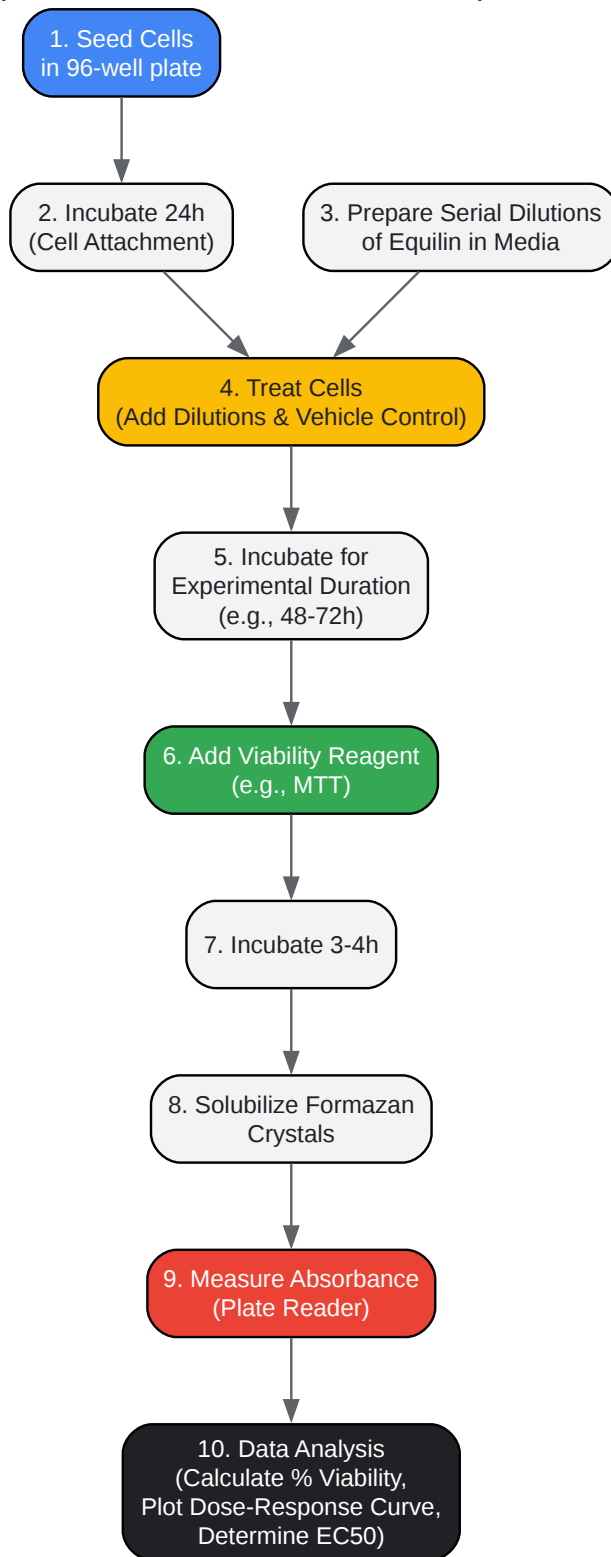 1. Seed Cells
in 96-well plate
2. Incubate 24h
(Cell Attachment)
3. Prepare Serial Dilutions
of Equilin in Media
4. Treat Cells
(Add Dilutions & Vehicle Control)
5. Incubate for
Experimental Duration
(e.g., 48-72h)
6. Add Viability Reagent
(e.g., MTT)
7. Incubate 3-4h
8. Solubilize Formazan
Crystals
9. Measure Absorbance
(Plate Reader)
10. Data Analysis
(Calculate % Viability,
Plot Dose-Response Curve,
Determine EC50)